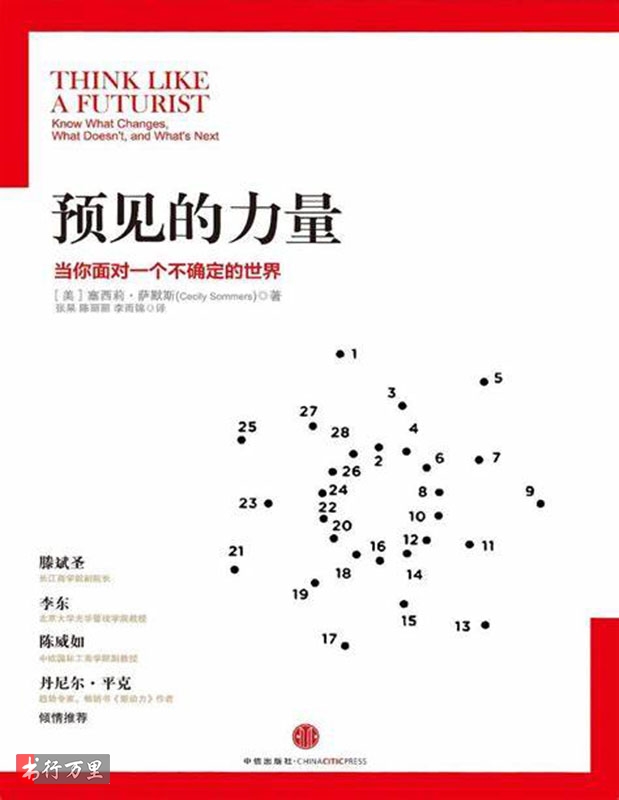 THINK LIKE
A FUTURIST
Know What Changes,
What Doesn't, and What's Next
预见的力量
当你面对一个不确定的世界
[美] 塞西莉·萨默斯(Cecily Sommers)◎著
张杲 陈丽丽 李雨锦◎译
1
5
3
27
25
28
4
2
6
7
26
24
8
9
23
22
10
20
12
11
21
16
18
14
19
15
13
17
滕斌圣
长江商学院副院长
李东
北京大学光华管理学院教授
陈威如
中欧国际工商学院副教授
丹尼尔·平克
趋势专家、畅销书《驱动力》作者
倾情推荐
中信出版社·CHINACITICPRESS
书行万里